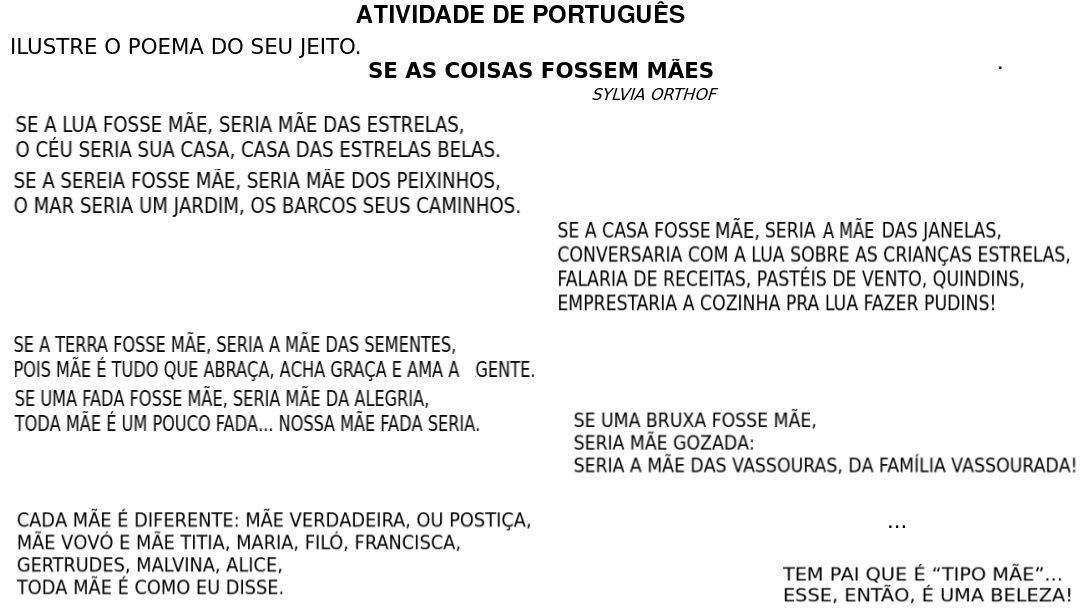 ATIVIDADE DE PORTUGUÊS
ILUSTRE O POEMA DO SEU JEITO.
SE AS COISAS FOSSEM MÃES
.
SYLVIA ORTHOF
SE A LUA FOSSE MÃE, SERIA MÃE DAS ESTRELAS,
O CÉU SERIA SUA CASA, CASA DAS ESTRELAS BELAS.
SE A SEREIA FOSSE MÃE, SERIA MÃE DOS PEIXINHOS,
O MAR SERIA UM JARDIM, OS BARCOS SEUS CAMINHOS.
SE A CASA FOSSE MÃE, SERIA A MÃE DAS JANELAS,
CONVERSARIA COM A LUA SOBRE AS CRIANÇAS ESTRELAS,
FALARIA DE RECEITAS, PASTÉIS DE VENTO, QUINDINS,
EMPRESTARIA A COZINHA PRA LUA FAZER PUDINS!
SE A TERRA FOSSE MÃE, SERIA A MÃE DAS SEMENTES,
POIS MÃE É TUDO QUE ABRAÇA, ACHA GRAÇA E AMA A GENTE.
SE UMA FADA FOSSE MÃE, SERIA MÃE DA ALEGRIA,
TODA MÃE É UM POUCO FADA... NOSSA MÃE FADA SERIA.
SE UMA BRUXA FOSSE MÃE,
SERIA MÃE GOZADA:
SERIA A MÃE DAS VASSOURAS, DA FAMÍLIA VASSOURADA!
CADA MÃE É DIFERENTE: MÃE VERDADEIRA, OU POSTIÇA,
MÃE VOVÓ E MÃE TITIA, MARIA, FILÓ, FRANCISCA,
GERTRUDES, MALVINA, ALICE,
TODA MÃE É COMO EU DISSE.
...
TEM PAI QUE É “TIPO MÃE”...
ESSE, ENTÃO, É UMA BELEZA!